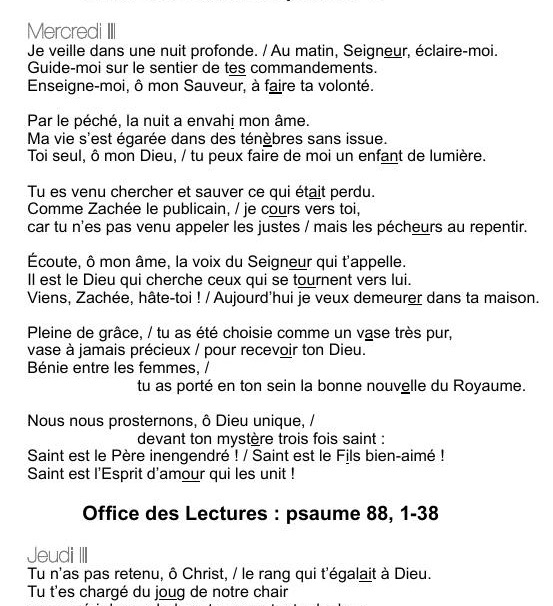 Mercredi III
Je veille dans une nuit profonde. / Au matin, Seigneur, éclaire-moi.
Guide-moi sur le sentier de tes commandements.
Enseigne-moi, ô mon Sauveur, à faire ta volonté.
Par le péché, la nuit a envahi mon âme.
Ma vie s’est égarée dans des ténèbres sans issue.
Toi seul, ô mon Dieu, / tu peux faire de moi un enfant de lumière.
Tu es venu chercher et sauver ce qui était perdu.
Comme Zachée le publicain, / je cours vers toi,
car tu n’es pas venu appeler les justes / mais les pécheurs au repentir.
Écoute, ô mon âme, la voix du Seigneur qui t’appelle.
Il est le Dieu qui cherche ceux qui se tournent vers lui.
Viens, Zachée, hâte-toi ! / Aujourd’hui je veux demeurer dans ta maison.
Pleine de grâce, / tu as été choisie comme un vase très pur,
vase à jamais précieux / pour recevoir ton Dieu.
Bénie entre les femmes, /
tu as porté en ton sein la bonne nouvelle du Royaume.
Nous nous prosternons, ô Dieu unique, /
devant ton mystère trois fois saint :
Saint est le Père inengendré ! / Saint est le Fils bien-aimé !
Saint est l’Esprit d’amour qui les unit !
Office des Lectures : psaume 88, 1-38
Jeudi III
Tu n’as pas retenu, ô Christ, / le rang qui t’égalait à Dieu.
Tu t’es chargé du joug de notre chair